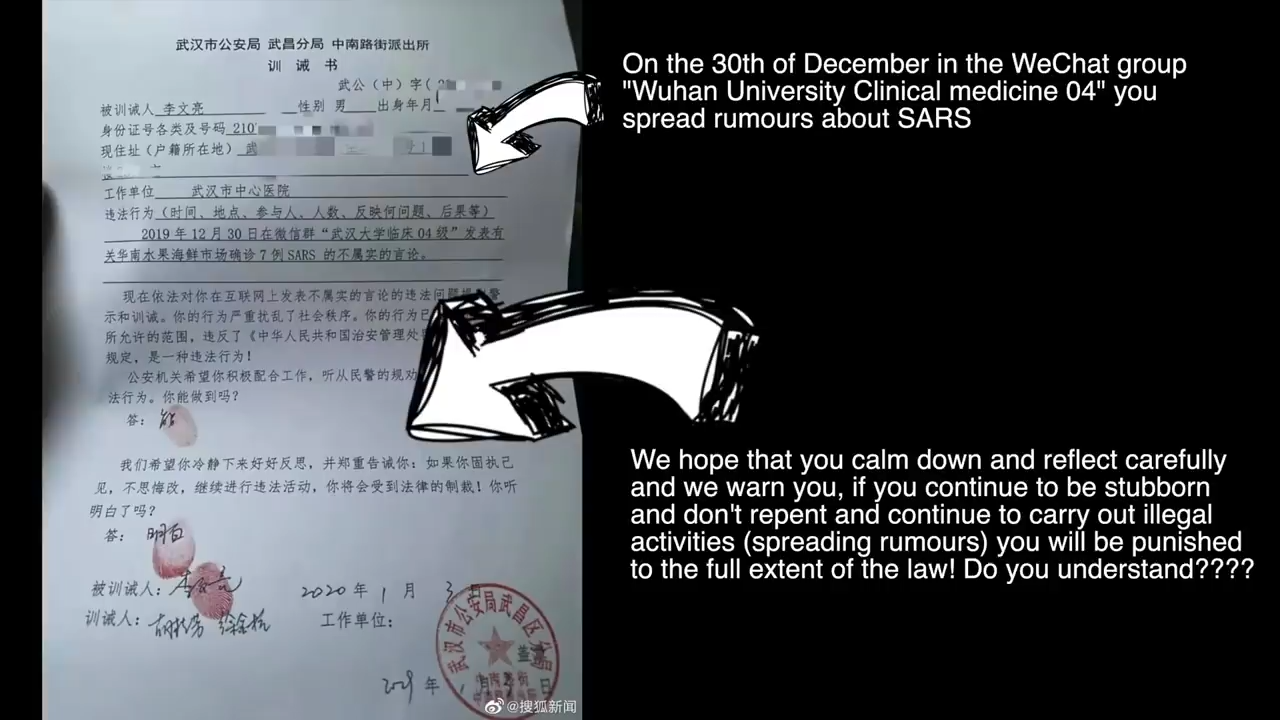 武汉市公安局 武昌分局 中南路街派出所
训 诫 书
武公（中）字（
被训诫人 李文亮 性别 男 出身年月
身份证号各类及号码 210
现住址（户籍所在地） 武
工作单位 武汉市中心医院
违法行为（时间、地点、参与人、人数、反映何问题、后果等）
2019 年 12 月 30 日在微信群“武汉大学临床 04 级”发表有
关华南水果海鲜市场确诊 7 例 SARS 的不属实的言论。
现在依法对你在互联网上发表不属实的言论的违法问题提出警
示和训诫。你的行为严重扰乱了社会秩序。你的行为已
所允许的范围，违反了《中华人民共和国治安管理处
规定，是一种违法行为！
公安机关希望你积极配合工作，听从民警的规劝
法行为。你能做到吗？
答： 能
我们希望你冷静下来好好反思，并郑重告诫你：如果你固执己
见，不思悔改，继续进行违法活动，你将会受到法律的制裁！你听
明白了吗？
答： 明白
被训诫人：李文亮 2020 年 1 月 3 日
训诫人： 工作单位：
年 月 日
武汉市公安局武昌区分局
@搜狐新闻
On the 30th of December in the WeChat group
"Wuhan University Clinical medicine 04" you
spread rumours about SARS
We hope that you calm down and reflect carefully
and we warn you, if you continue to be stubborn
and don't repent and continue to carry out illegal
activities (spreading rumours) you will be punished
to the full extent of the law! Do you understand????